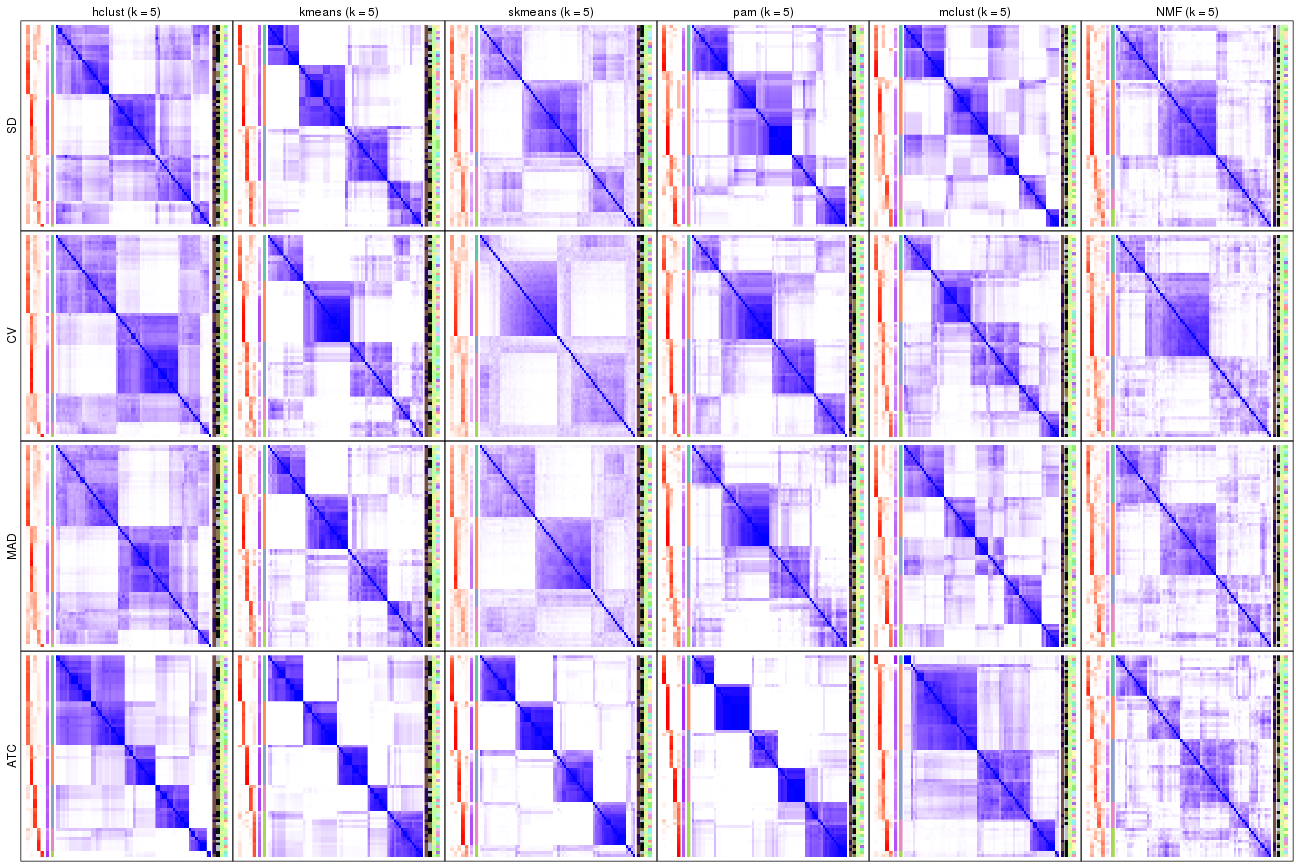 hclust (k = 5) kmeans (k = 5) skmeans (k = 5) pam (k = 5) mclust (k = 5) NMF (k = 5)
SD
CV
MAD
ATC